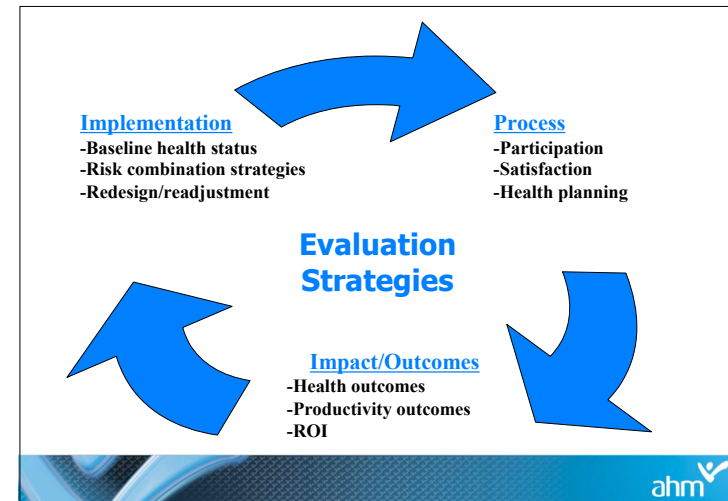 Implementation
-Baseline health status
-Risk combination strategies
-Redesign/readjustment
Process
-Participation
-Satisfaction
-Health planning
Evaluation
Strategies
Impact/Outcomes
-Health outcomes
-Productivity outcomes
-ROI
ahm